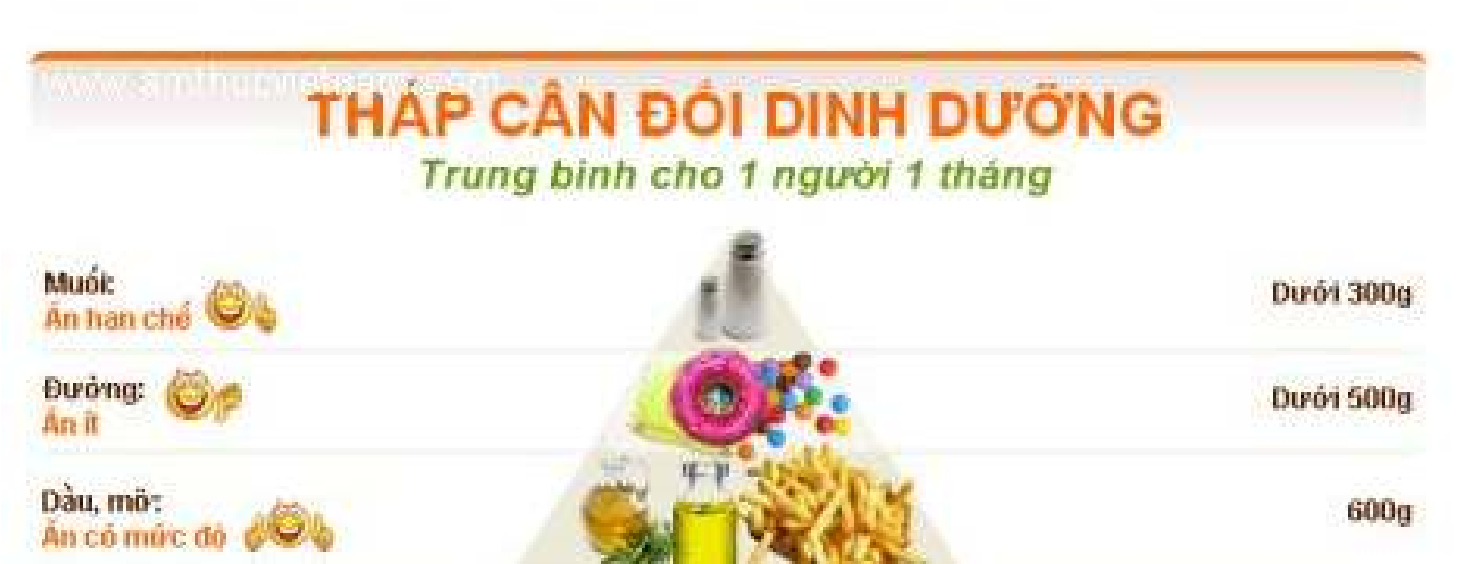 THÁP CÂN ĐỐI DINH DƯỠNG
Trung bình cho 1 người 1 tháng
Muối:
Ăn hạn chế
Dưới 300g
Đường:
Ăn ít
Dưới 500g
Dầu, mỡ:
Ăn có mức độ
600g